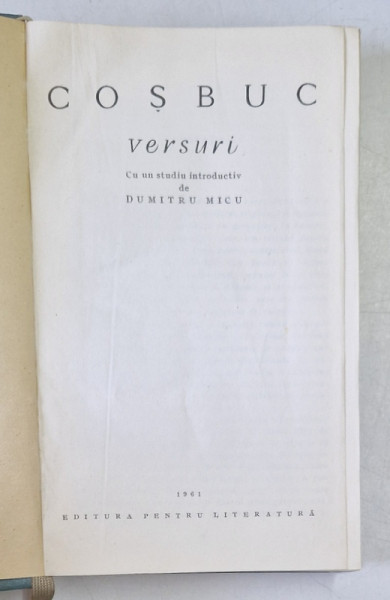 COȘBUC
versuri
Cu un studiu introductiv
de
DUMITRU MICU
1961
EDITURA PENTRU LITERATURĂ